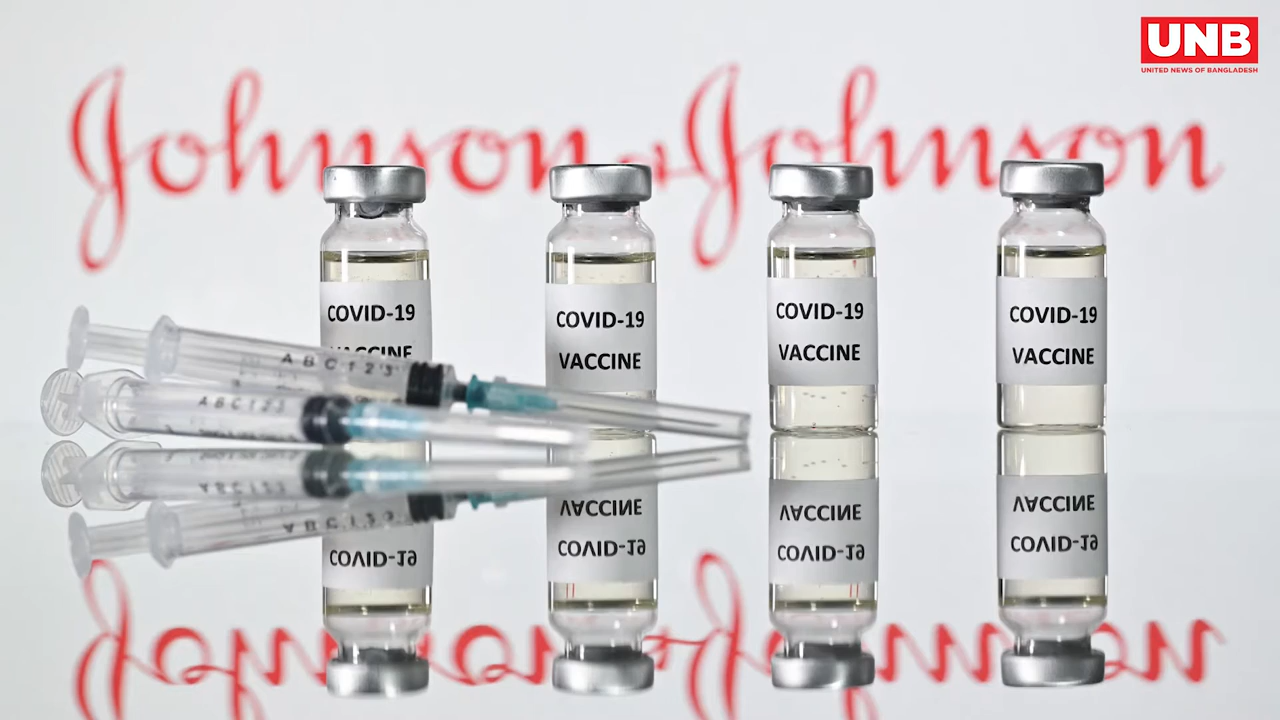 UNB
UNITED NEWS OF BANGLADESH
Johnson & Johnson
COVID-19
VACCINE
COVID-19
VACCINE
COVID-19
VACCINE
COVID-19
VACCINE
ABC123
ABC123